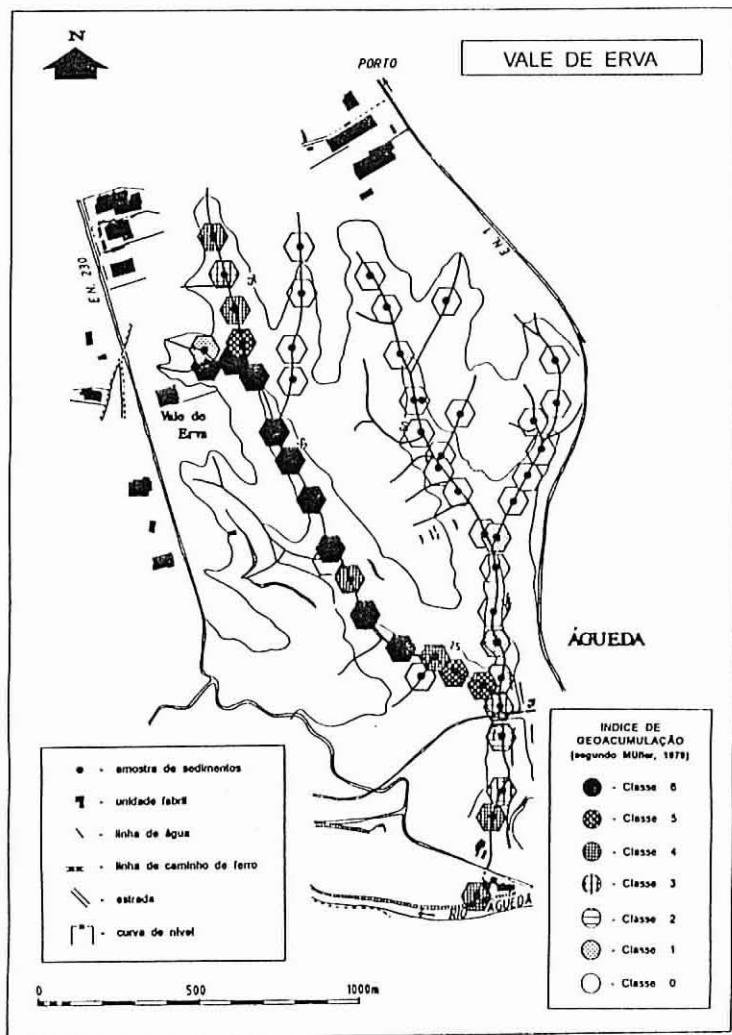 N
VALE DE ERVA
PORTO
E.N. 1
E.N. 230
Vale de
Erva
ÁGUEDA
75
RIO ÁGUEDA
INDICE DE
GEOACUMULAÇÃO
(segundo Müller, 1979)
- Classe 6
- Classe 5
- Classe 4
- Classe 3
- Classe 2
- Classe 1
- Classe 0
- amostra de sedimentos
- unidade fabril
- linha de água
- linha de caminho de ferro
- estrada
- curva de nível
0 500 1000m